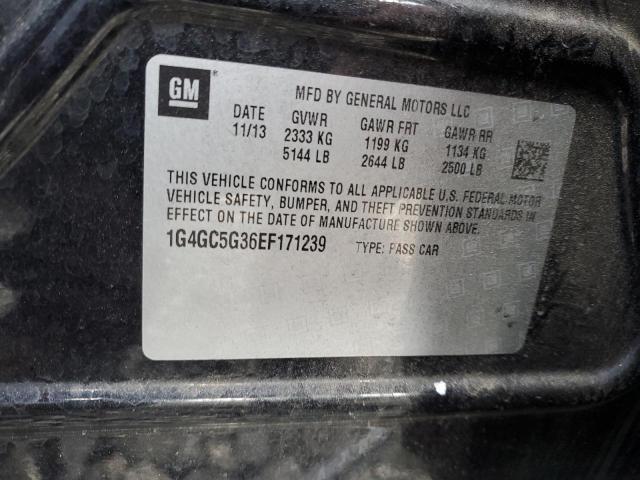 GM
MFD BY GENERAL MOTORS LLC
DATE GVWR GAWR FRT GAWR RR
11/13 2333 KG 1199 KG 1134 KG
5144 LB 2644 LB 2500 LB
THIS VEHICLE CONFORMS TO ALL APPLICABLE U.S. FEDERAL MOTOR
VEHICLE SAFETY, BUMPER, AND THEFT PREVENTION STANDARDS IN
EFFECT ON THE DATE OF MANUFACTURE SHOWN ABOVE.
1G4GC5G36EF171239 TYPE: PASS CAR